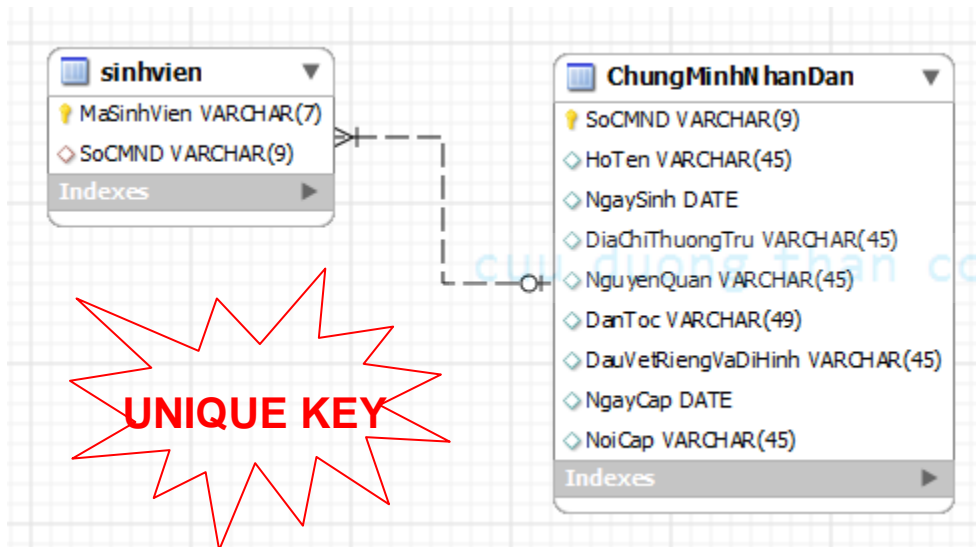 sinhvien
MaSinhVien VARCHAR(7)
SoCMND VARCHAR(9)
Indexes
ChungMinhNhanDan
SoCMND VARCHAR(9)
HoTen VARCHAR(45)
NgaySinh DATE
DiaChiThuongTru VARCHAR(45)
NguyenQuan VARCHAR(45)
DanToc VARCHAR(49)
DauVetRiengVaDiHinh VARCHAR(45)
NgayCap DATE
NoiCap VARCHAR(45)
Indexes
cuu duong than co
UNIQUE KEY